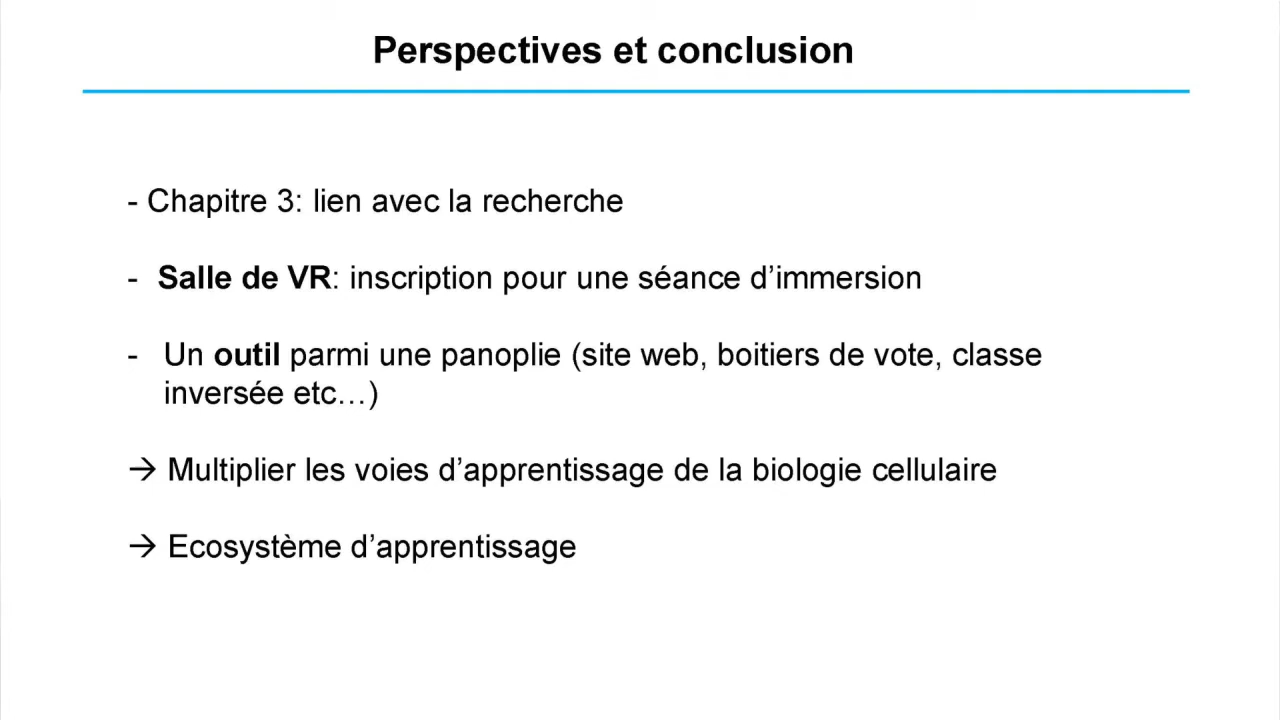 Perspectives et conclusion
- Chapitre 3: lien avec la recherche
- Salle de VR: inscription pour une séance d’immersion
- Un outil parmi une panoplie (site web, boitiers de vote, classe
inversée etc…)
→ Multiplier les voies d’apprentissage de la biologie cellulaire
→ Ecosystème d’apprentissage